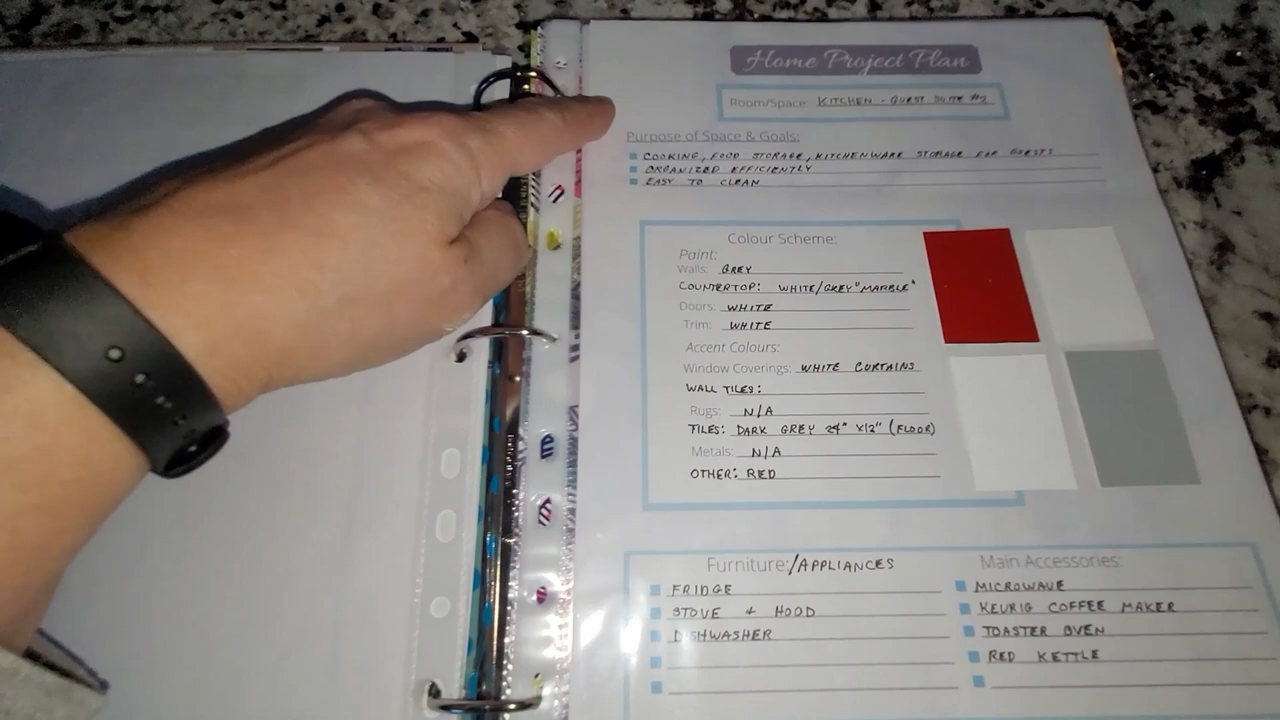 Home Project Plan
Room/Space: KITCHEN - GUEST SUITE #2
Purpose of Space & Goals:
COOKING, FOOD STORAGE, KITCHENWARE STORAGE FOR GUESTS
ORGANIZED EFFICIENTLY
EASY TO CLEAN
Colour Scheme:
Paint:
Walls: GREY
COUNTERTOP: WHITE/GREY "MARBLE"
Doors: WHITE
Trim: WHITE
Accent Colours:
Window Coverings: WHITE CURTAINS
WALL TILES:
Rugs: N/A
TILES: DARK GREY 24" X12" (FLOOR)
Metals: N/A
OTHER: RED
Furniture:/APPLIANCES
FRIDGE
STOVE & HOOD
DISHWASHER
Main Accessories:
MICROWAVE
KEURIG COFFEE MAKER
TOASTER OVEN
RED KETTLE